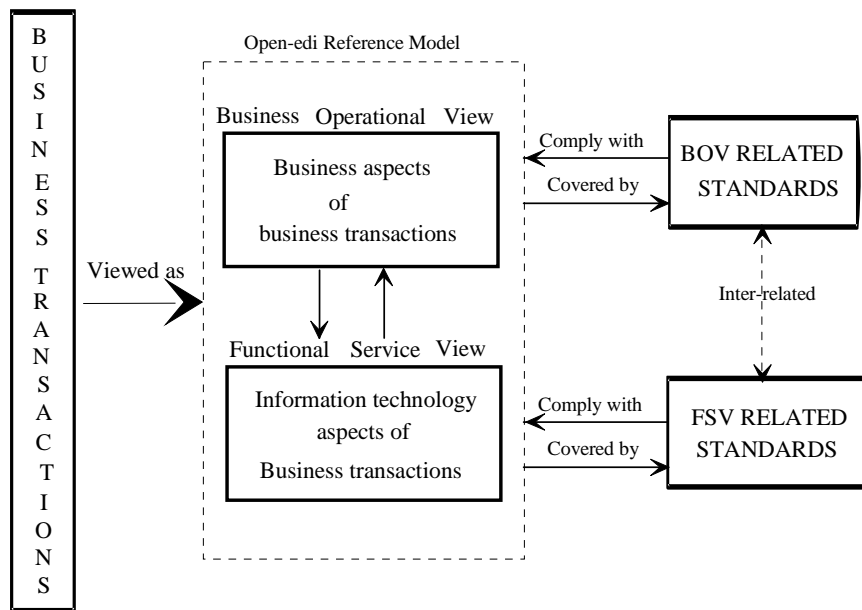 BUSINESS TRANSACTIONS
Open-edi Reference Model
Business Operational View
Business aspects
of
business transactions
Viewed as
Functional Service View
Information technology
aspects of
Business transactions
Comply with
Covered by
BOV RELATED
STANDARDS
Inter-related
Comply with
Covered by
FSV RELATED
STANDARDS